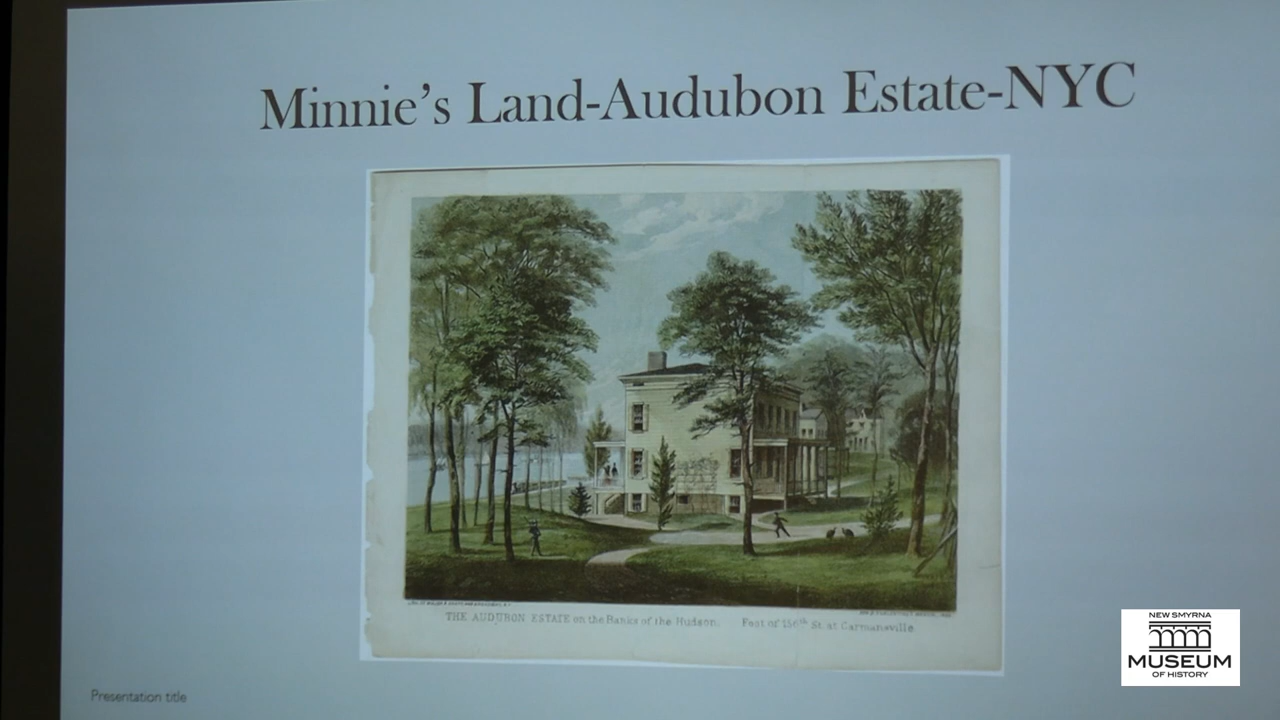 Minnie's Land-Audubon Estate-NYC
THE AUDUBON ESTATE on the Banks of the Hudson. Foot of 156th St. at Carmansville.
Presentation title
NEW SMYRNA
MUSEUM
OF HISTORY